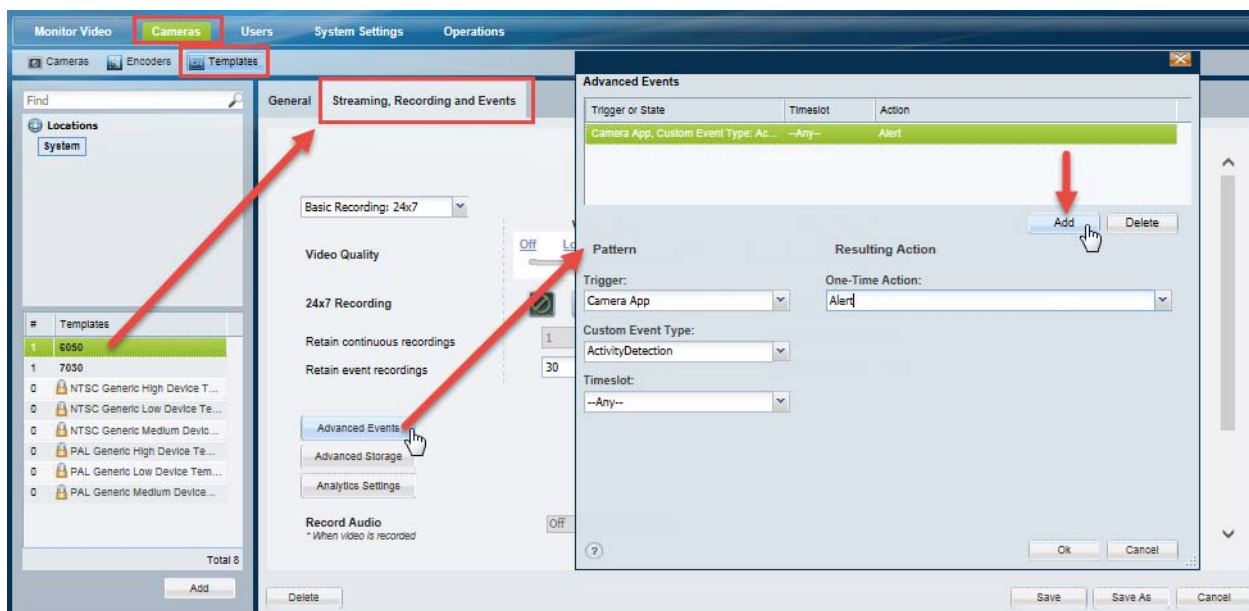 Monitor Video Cameras Users System Settings Operations
Cameras Encoders Templates
Find
Locations
System
# Templates
1 6050
1 7030
0 NTSC Generic High Device T...
0 NTSC Generic Low Device Te...
0 NTSC Generic Medium Devic...
0 PAL Generic High Device Te...
0 PAL Generic Low Device Tem...
0 PAL Generic Medium Device...
Total 8
Add
General Streaming, Recording and Events
Basic Recording: 24x7
Video Quality
Off
24x7 Recording
Retain continuous recordings 1
Retain event recordings 30
Advanced Events
Advanced Storage
Analytics Settings
Record Audio Off
* When video is recorded
Delete
Advanced Events
Trigger or State Timeslot Action
Camera App, Custom Event Type: Ac... --Any-- Alert
Add Delete
Pattern Resulting Action
Trigger: One-Time Action:
Camera App Alert
Custom Event Type:
ActivityDetection
Timeslot:
--Any--
?
Ok Cancel
Save Save As Cancel